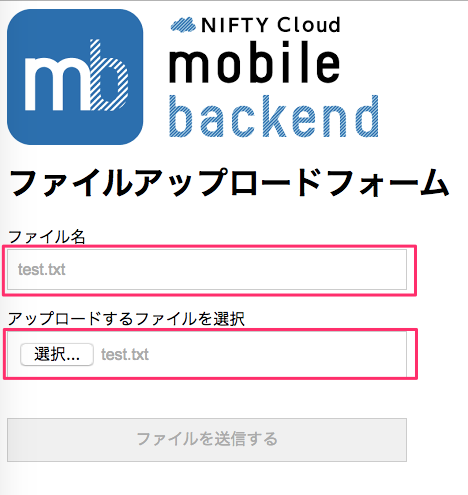 mb
NIFTY Cloud
mobile
backend
ファイルアップロードフォーム
ファイル名
test.txt
アップロードするファイルを選択
選択... test.txt
ファイルを送信する